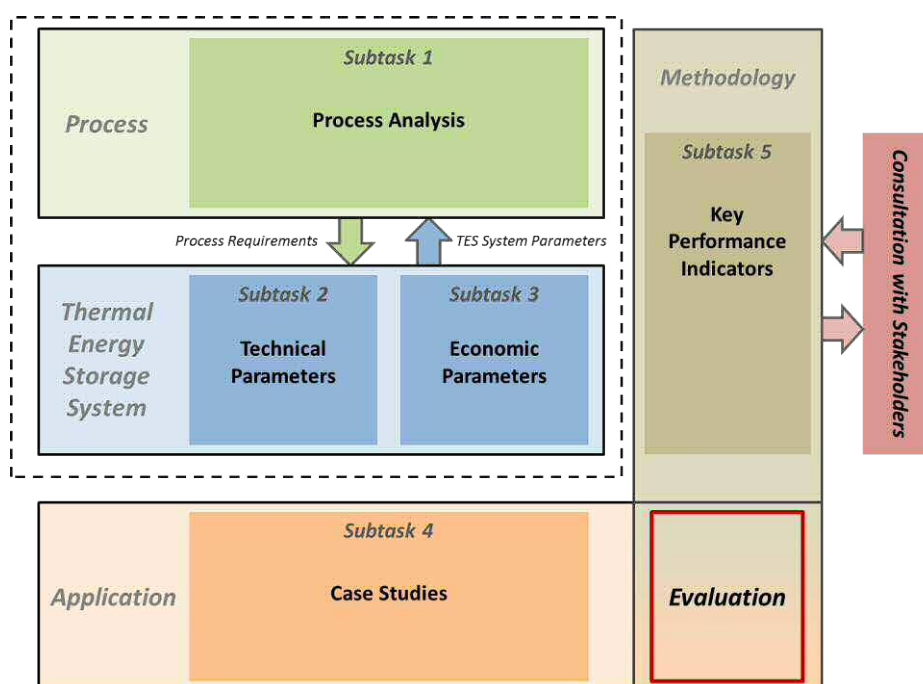 Subtask 1
Process Analysis
Process
Process Requirements
TES System Parameters
Thermal
Energy
Storage
System
Subtask 2
Technical
Parameters
Subtask 3
Economic
Parameters
Methodology
Subtask 5
Key
Performance
Indicators
Consultation with Stakeholders
Application
Subtask 4
Case Studies
Evaluation